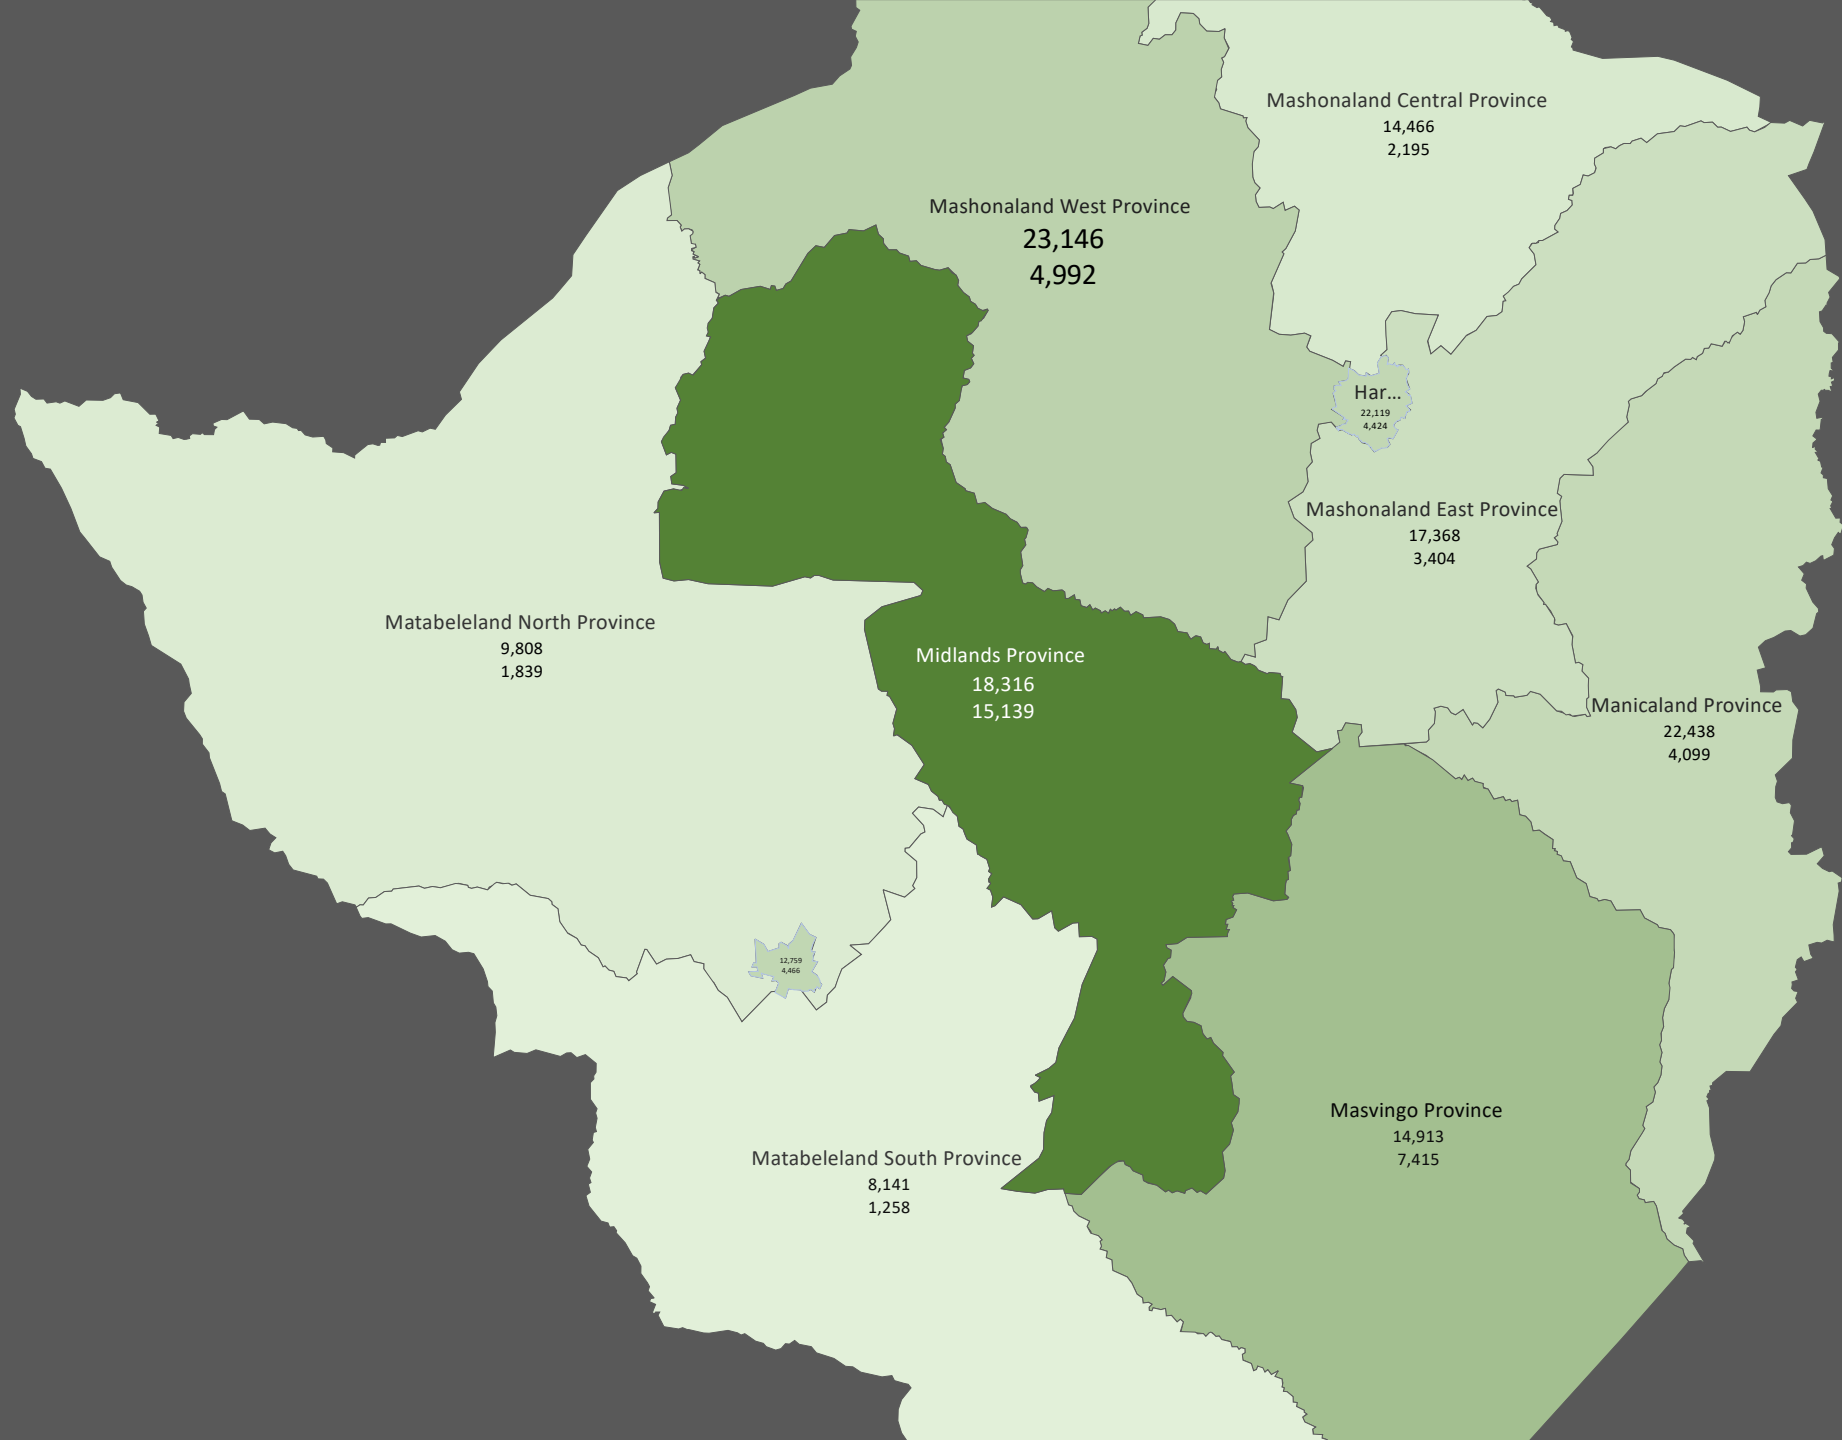 Mashonaland Central Province
14,466
2,195
Mashonaland West Province
23,146
4,992
Har...
22,119
4,424
Mashonaland East Province
17,368
3,404
Matabeleland North Province
9,808
1,839
Midlands Province
18,316
15,139
Manicaland Province
22,438
4,099
12,759
4,466
Masvingo Province
14,913
7,415
Matabeleland South Province
8,141
1,258